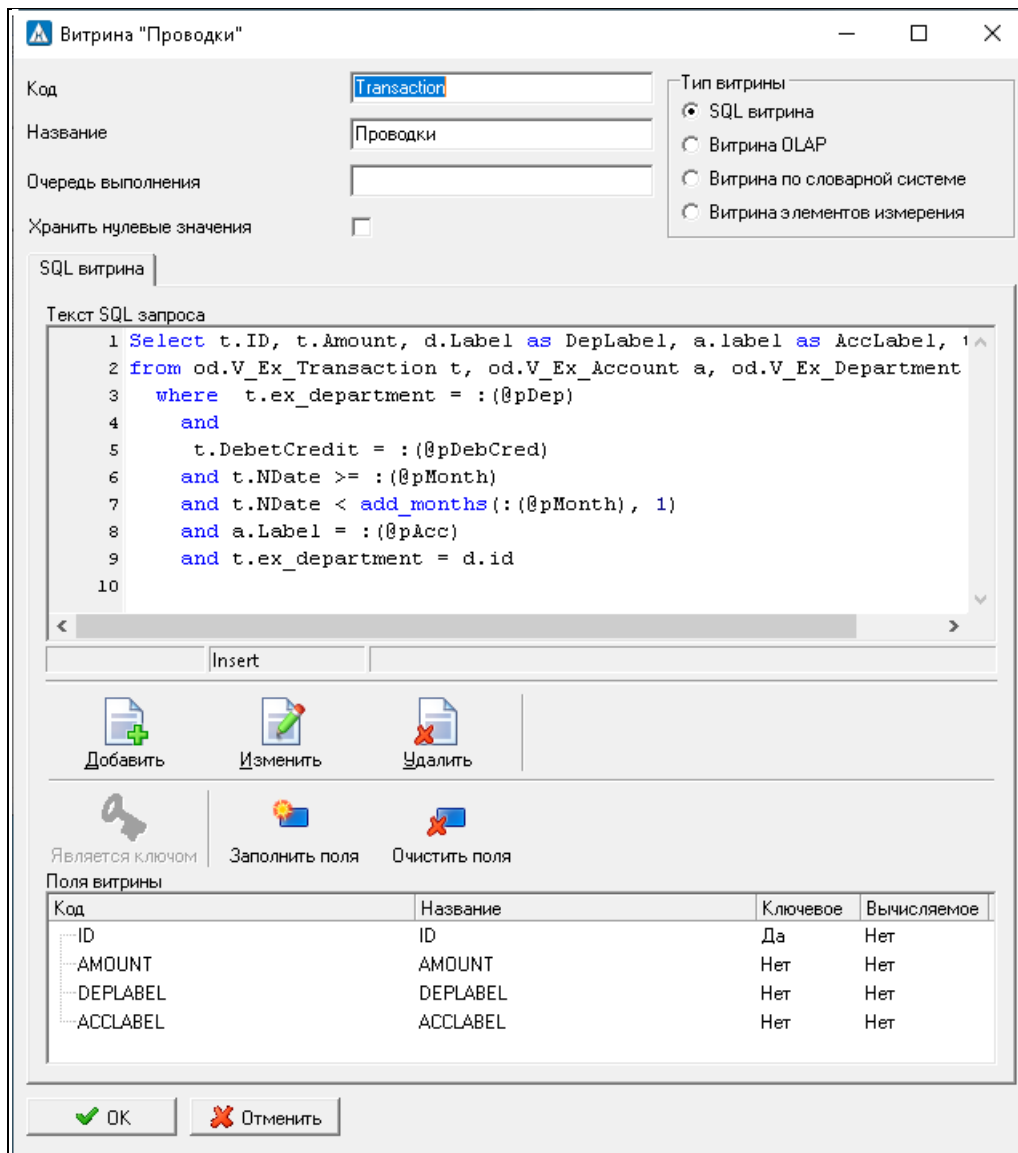 Витрина "Проводки"
Код
Transaction
Название
Проводки
Очередь выполнения
Хранить нулевые значения
Тип витрины
SQL витрина
Витрина OLAP
Витрина по словарной системе
Витрина элементов измерения
SQL витрина
Текст SQL запроса
1 Select t.ID, t.Amount, d.Label as DepLabel, a.label as AccLabel,
2 from od.V_Ex_Transaction t, od.V_Ex_Account a, od.V_Ex_Department
3 where t.ex_department = :(@pDep)
4 and
5 t.DebetCredit = :(@pDebCred)
6 and t.NDate >= :(@pMonth)
7 and t.NDate < add_months(:(@pMonth), 1)
8 and a.Label = :(@pAcc)
9 and t.ex_department = d.id
10
Insert
Добавить Изменить Удалить
Является ключом Заполнить поля Очистить поля
Поля витрины
Код Название Ключевое Вычисляемое
ID ID Да Нет
AMOUNT AMOUNT Нет Нет
DEPLABEL DEPLABEL Нет Нет
ACCLABEL ACCLABEL Нет Нет
OK Отменить